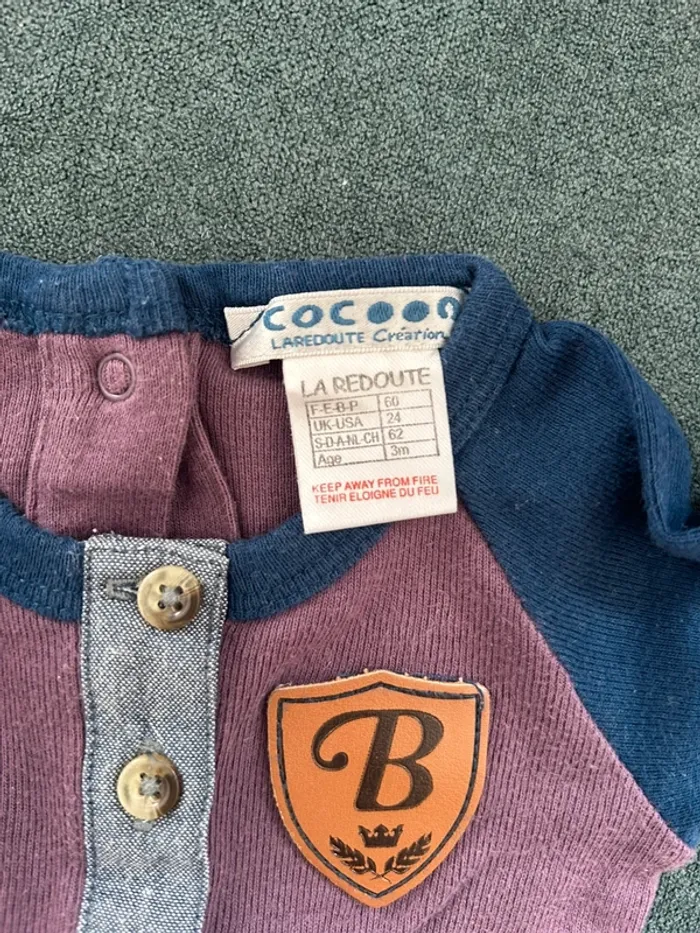 COCOON
LAREDOUTE Création
LA REDOUTE
F-E-B-P 60
UK-USA 24
S-D-A-NL-CH 62
Age 3m
KEEP AWAY FROM FIRE
TENIR ELOIGNE DU FEU
B